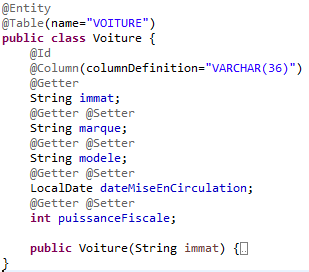 @Entity
@Table(name="VOITURE")
public class Voiture {
    @Id
    @Column(columnDefinition="VARCHAR(36)")
    @Getter
    String immat;
    @Getter @Setter
    String marque;
    @Getter @Setter
    String modele;
    @Getter @Setter
    LocalDate dateMiseEnCirculation;
    @Getter @Setter
    int puissanceFiscale;

    public Voiture(String immat) {
}